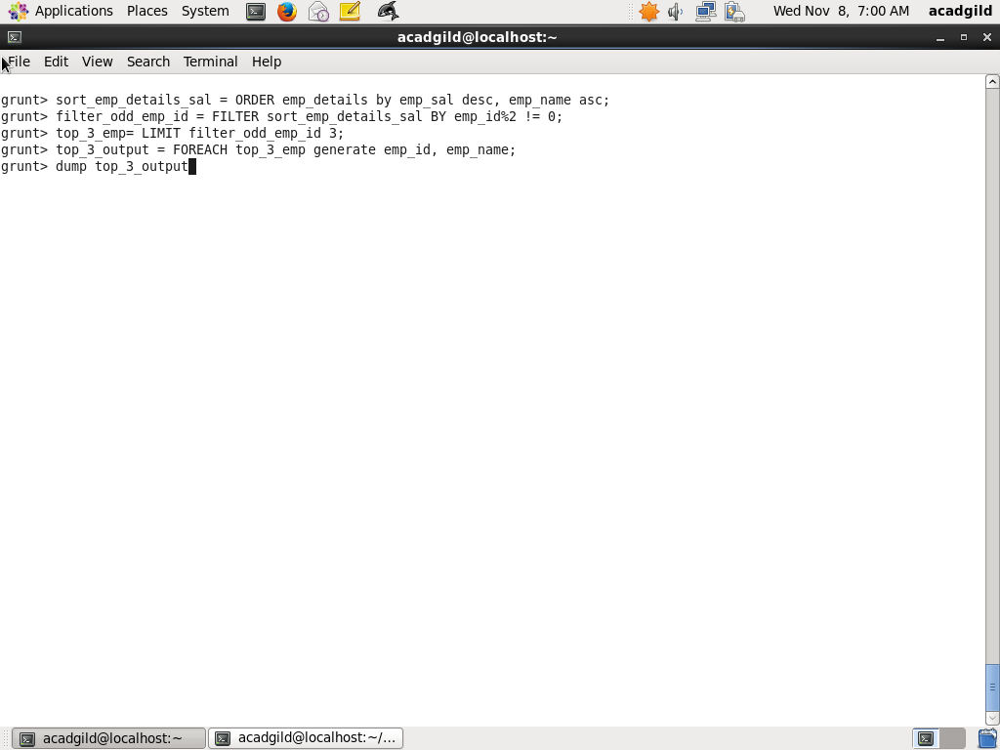 Applications Places System Wed Nov 8, 7:00 AM acadgild
acadgild@localhost:~
File Edit View Search Terminal Help
grunt> sort_emp_details_sal = ORDER emp_details by emp_sal desc, emp_name asc;
grunt> filter_odd_emp_id = FILTER sort_emp_details_sal BY emp_id%2 != 0;
grunt> top_3_emp= LIMIT filter_odd_emp_id 3;
grunt> top_3_output = FOREACH top_3_emp generate emp_id, emp_name;
grunt> dump top_3_output
acadgild@localhost:~ acadgild@localhost:~/...